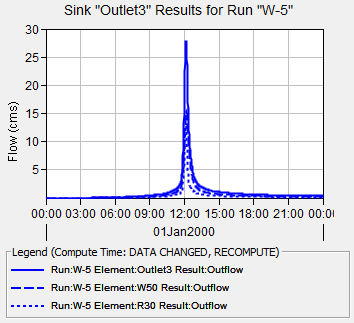 Sink "Outlet3" Results for Run "W-5"
30
25
20
15
10
5
Flow (cms)
00:00 03:00 06:00 09:00 12:00 15:00 18:00 21:00 00:0
01Jan2000
Legend (Compute Time: DATA CHANGED, RECOMPUTE)
Run:W-5 Element:Outlet3 Result:Outflow
Run:W-5 Element:W50 Result:Outflow
Run:W-5 Element:R30 Result:Outflow